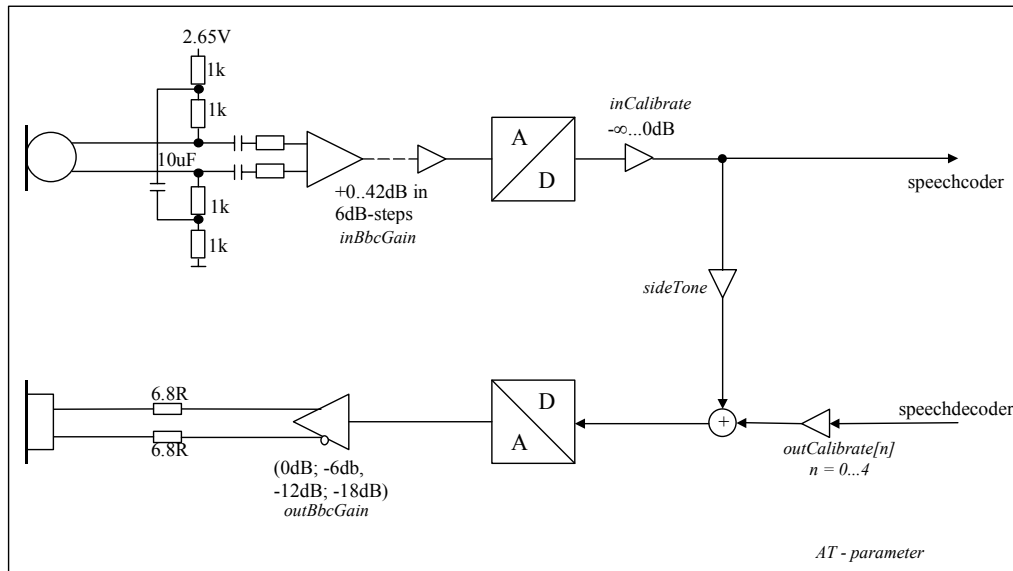 2.65V
1k
1k
10uF
1k
1k
+0..42dB in
6dB-steps
inBbcGain
A
D
inCalibrate
-∞...0dB
speechcoder
sideTone
6.8R
6.8R
(0dB; -6db,
-12dB; -18dB)
outBbcGain
D
A
+
speechdecoder
outCalibrate[n]
n = 0...4
AT - parameter